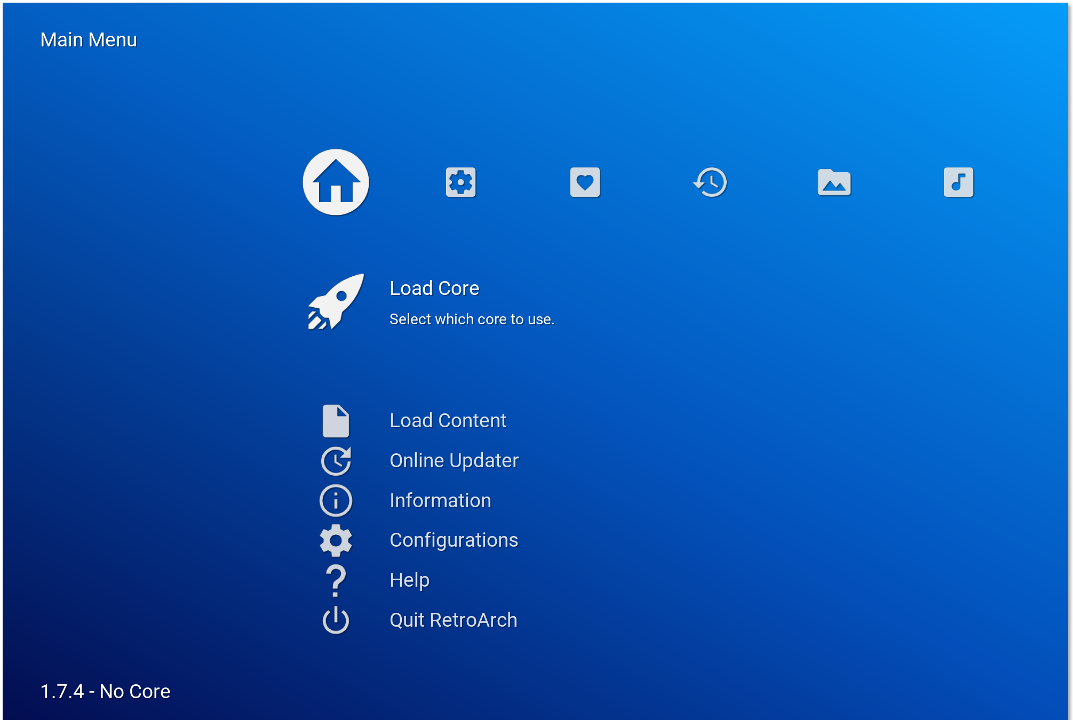 Main Menu
Load Core
Select which core to use.
Load Content
Online Updater
Information
Configurations
Help
Quit RetroArch
1.7.4 - No Core